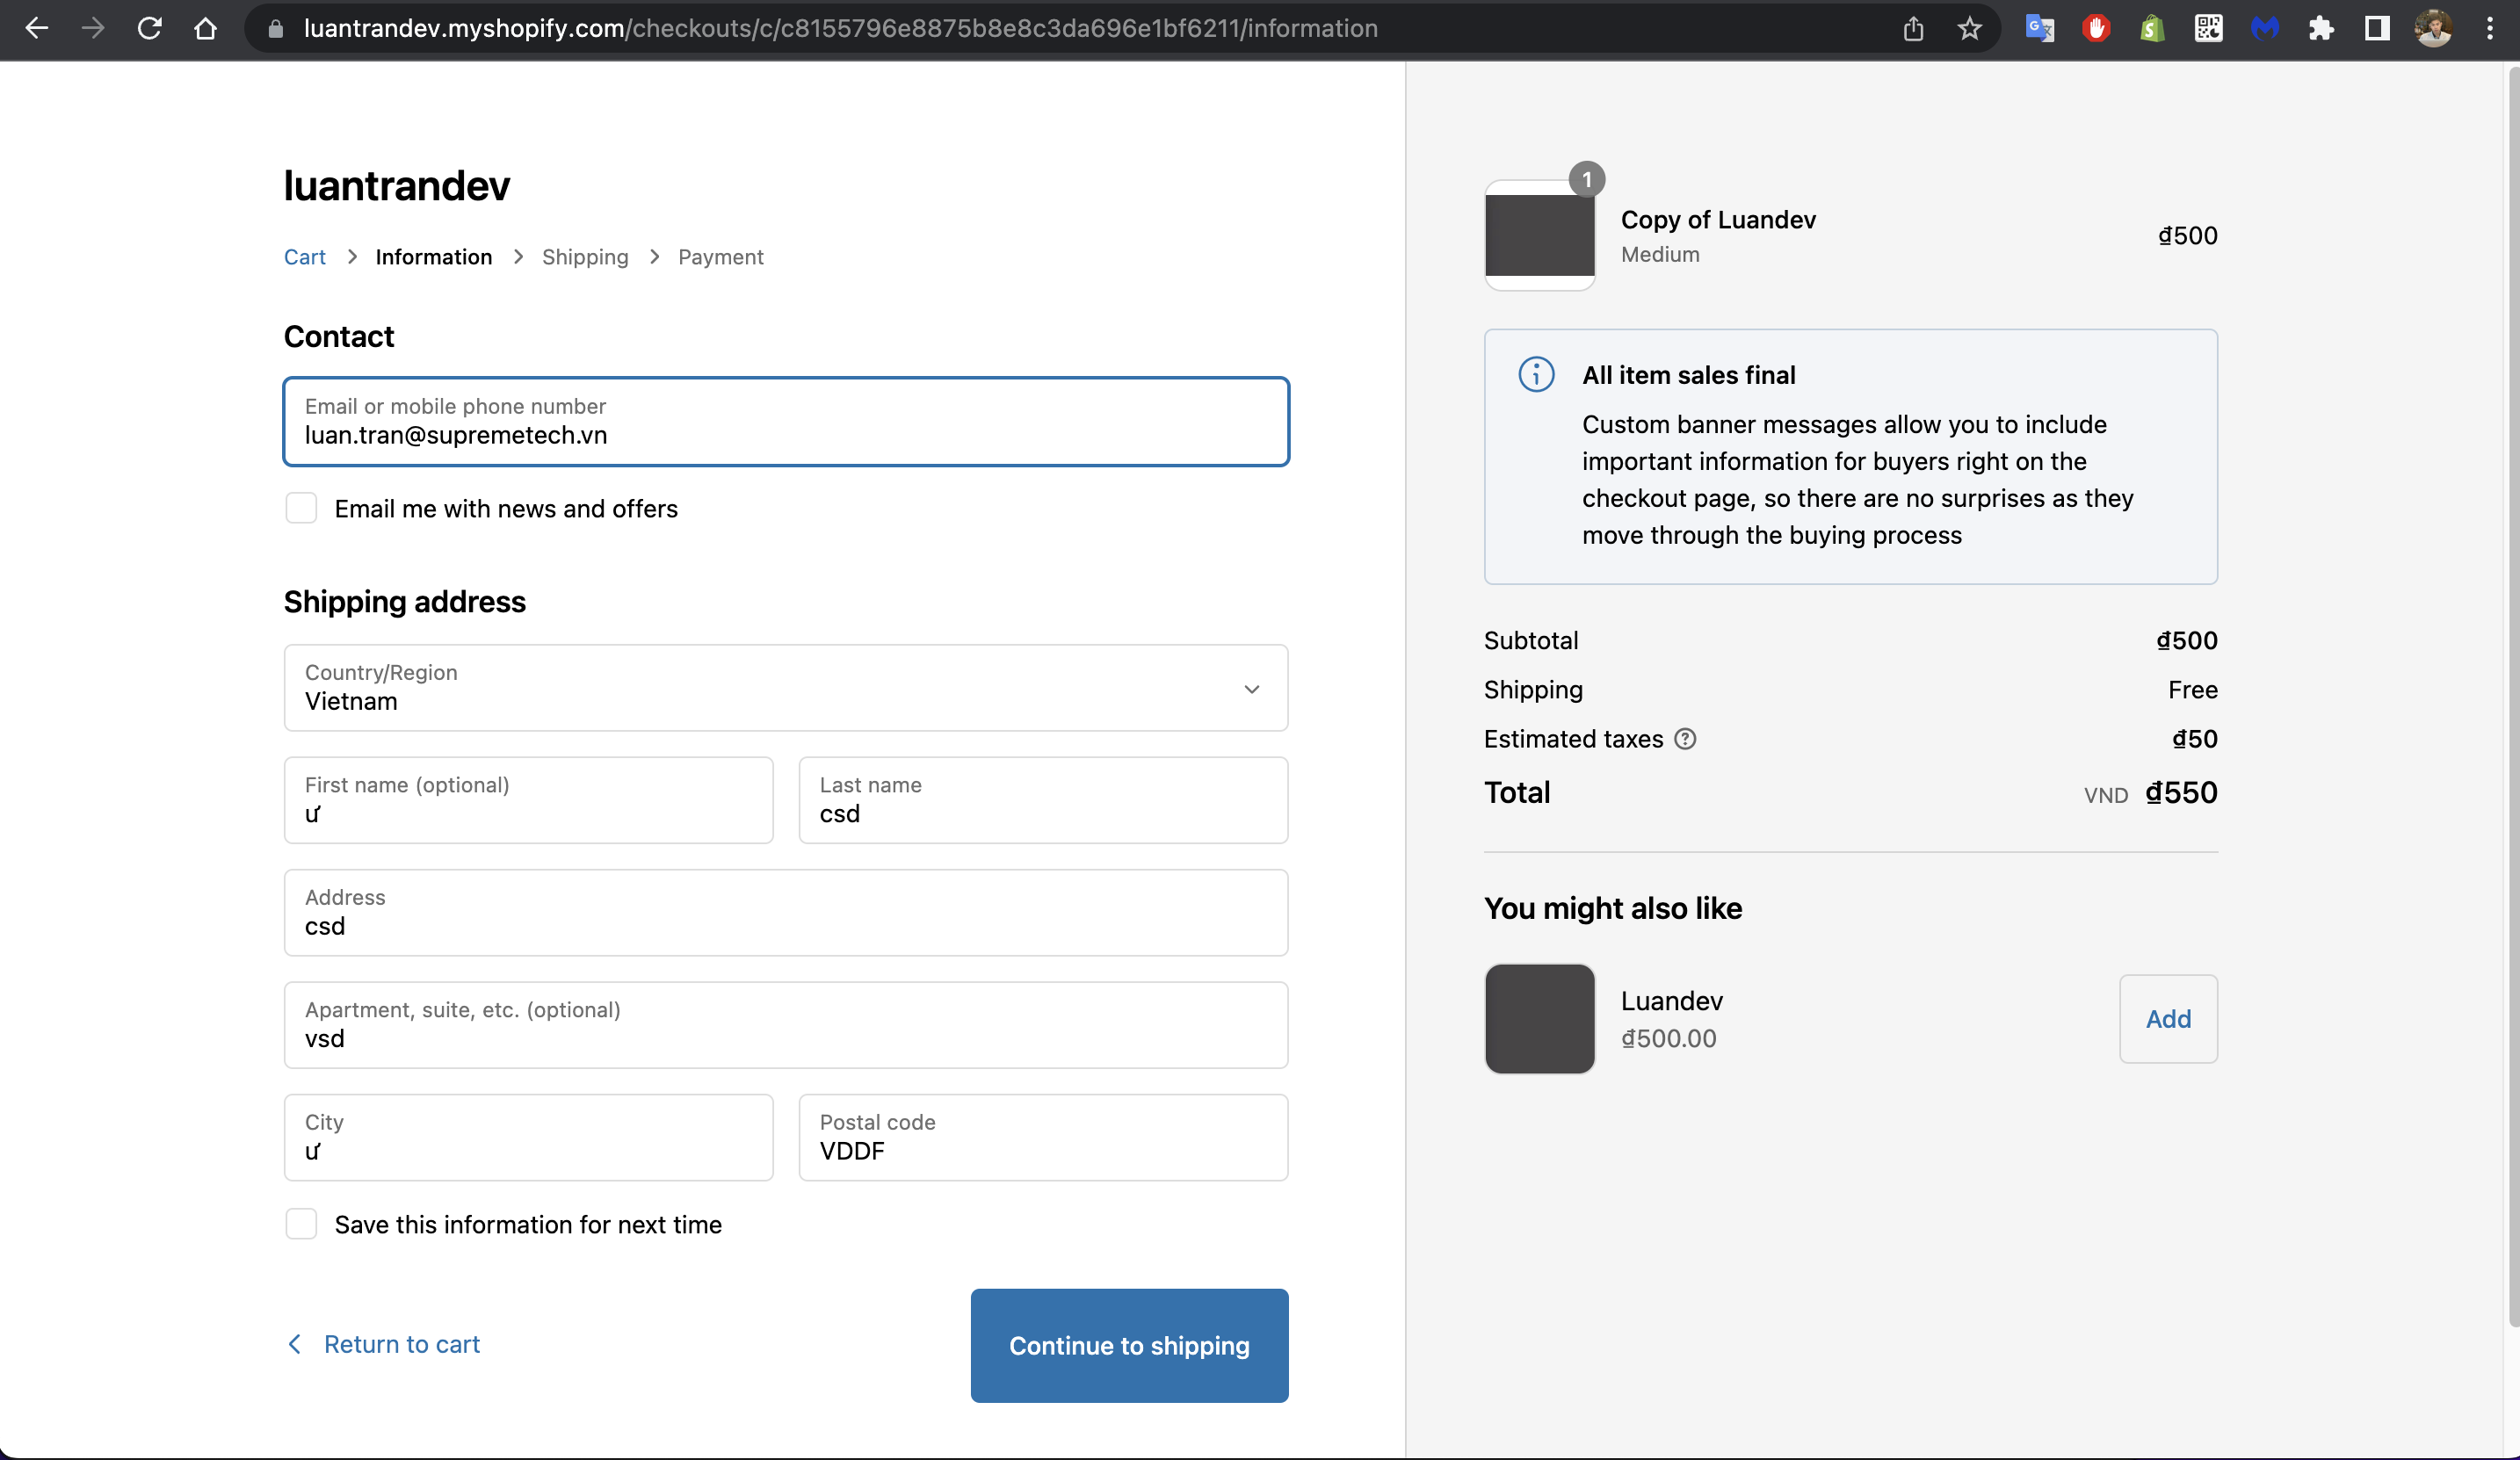 luantrandev.myshopify.com/checkouts/c/c8155796e8875b8e8c3da696e1bf6211/information
luantrandev
Cart > Information > Shipping > Payment
Contact
Email or mobile phone number
luan.tran@supremetech.vn
Email me with news and offers
Shipping address
Country/Region
Vietnam
First name (optional)
ư
Last name
csd
Address
csd
Apartment, suite, etc. (optional)
vsd
City
ư
Postal code
VDDF
Save this information for next time
Return to cart
Continue to shipping
1
Copy of Luandev
Medium
₫500
All item sales final
Custom banner messages allow you to include
important information for buyers right on the
checkout page, so there are no surprises as they
move through the buying process
Subtotal ₫500
Shipping Free
Estimated taxes ₫50
Total VND ₫550
You might also like
Luandev
₫500.00
Add